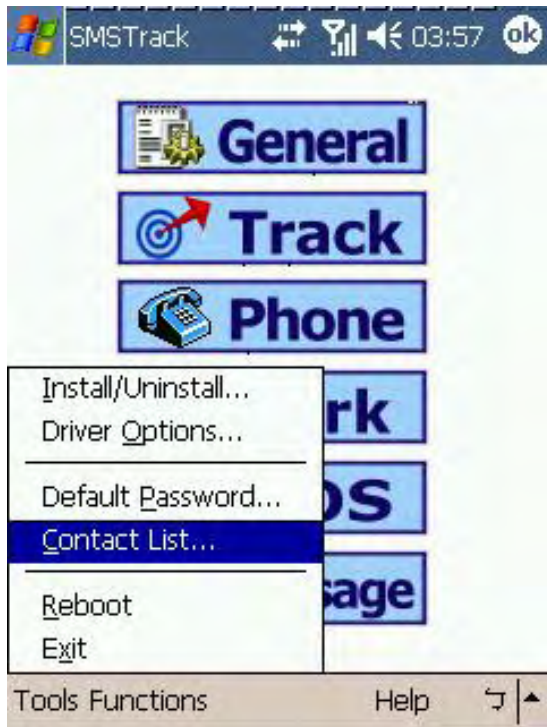 SMSTrack 03:57 ok
General
Track
Phone
Install/Uninstall...
Driver Options...
rk
Default Password...
Contact List...
sage
Reboot
Exit
Tools Functions Help